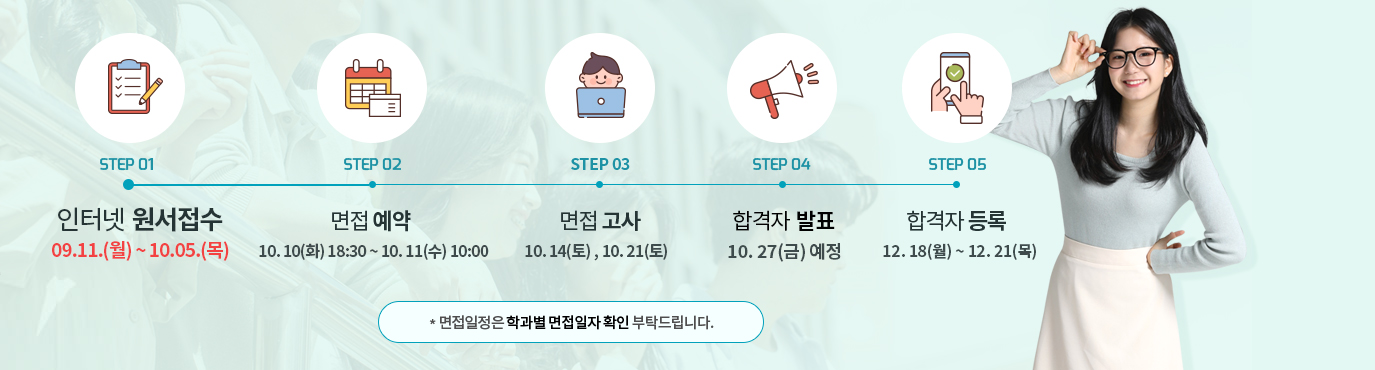 STEP 01
인터넷 원서접수
09.11.(월) ~ 10.05.(목)
STEP 02
면접 예약
10. 10(화) 18:30 ~ 10. 11(수) 10:00
STEP 03
면접 고사
10. 14(토) , 10. 21(토)
STEP 04
합격자 발표
10. 27(금) 예정
STEP 05
합격자 등록
12. 18(월) ~ 12. 21(목)
* 면접일정은 학과별 면접일자 확인 부탁드립니다.